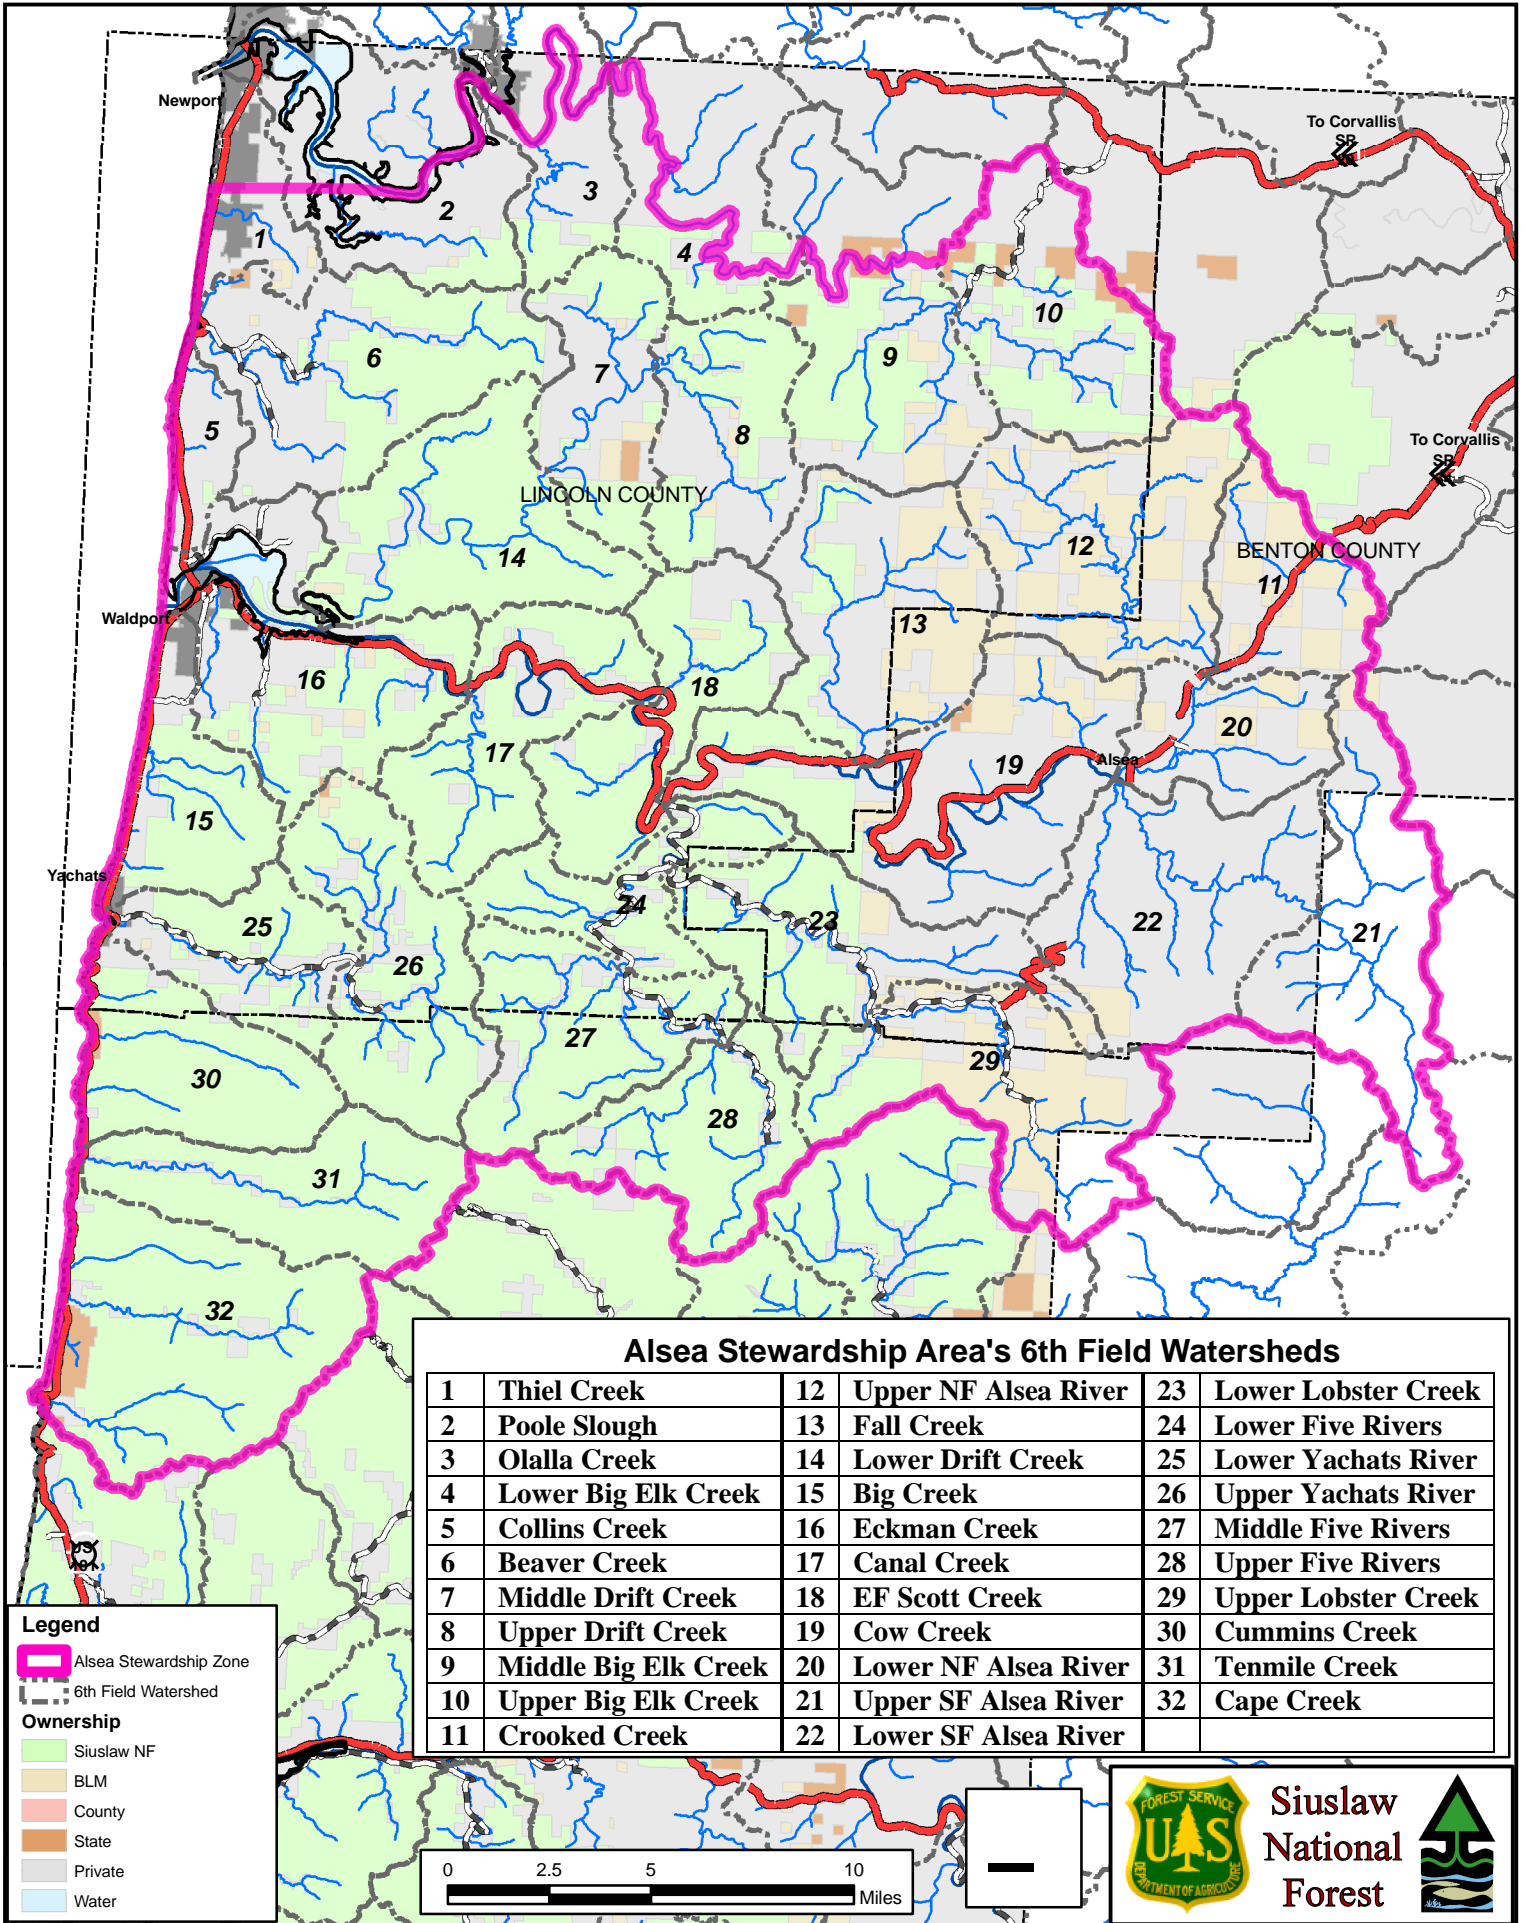 Newport
To Corvallis
SR
1
2
3
4
10
6
7
9
5
8
To Corvallis
SR
LINCOLN COUNTY
14
12
BENTON COUNTY
11
Waldport
13
16
18
17
20
19
Alsea
15
Yachats
24
25
23
22
21
26
27
29
30
28
31
32
Alsea Stewardship Area's 6th Field Watersheds
1 Thiel Creek 12 Upper NF Alsea River 23 Lower Lobster Creek
2 Poole Slough 13 Fall Creek 24 Lower Five Rivers
3 Olalla Creek 14 Lower Drift Creek 25 Lower Yachats River
4 Lower Big Elk Creek 15 Big Creek 26 Upper Yachats River
5 Collins Creek 16 Eckman Creek 27 Middle Five Rivers
6 Beaver Creek 17 Canal Creek 28 Upper Five Rivers
7 Middle Drift Creek 18 EF Scott Creek 29 Upper Lobster Creek
8 Upper Drift Creek 19 Cow Creek 30 Cummins Creek
9 Middle Big Elk Creek 20 Lower NF Alsea River 31 Tenmile Creek
10 Upper Big Elk Creek 21 Upper SF Alsea River 32 Cape Creek
11 Crooked Creek 22 Lower SF Alsea River
US
101
Legend
Alsea Stewardship Zone
6th Field Watershed
Ownership
Siuslaw NF
BLM
County
State
Private
Water
0 2.5 5 10
Miles
FOREST SERVICE
US
DEPARTMENT OF AGRICULTURE
Siuslaw
National
Forest